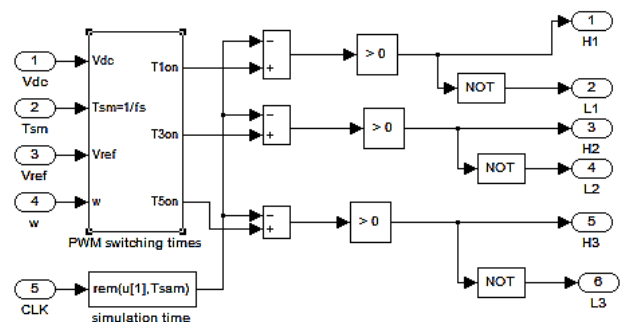 1
Vdc
2
Tsm
3
Vref
4
w
5
CLK
Vdc
Tsm=1/fs
Vref
w
T1on
T3on
T5on
PWM switching times
rem(u[1],Tsam)
simulation time
−
+
> 0
NOT
1
H1
2
L1
−
+
> 0
NOT
3
H2
4
L2
−
+
> 0
NOT
5
H3
6
L3